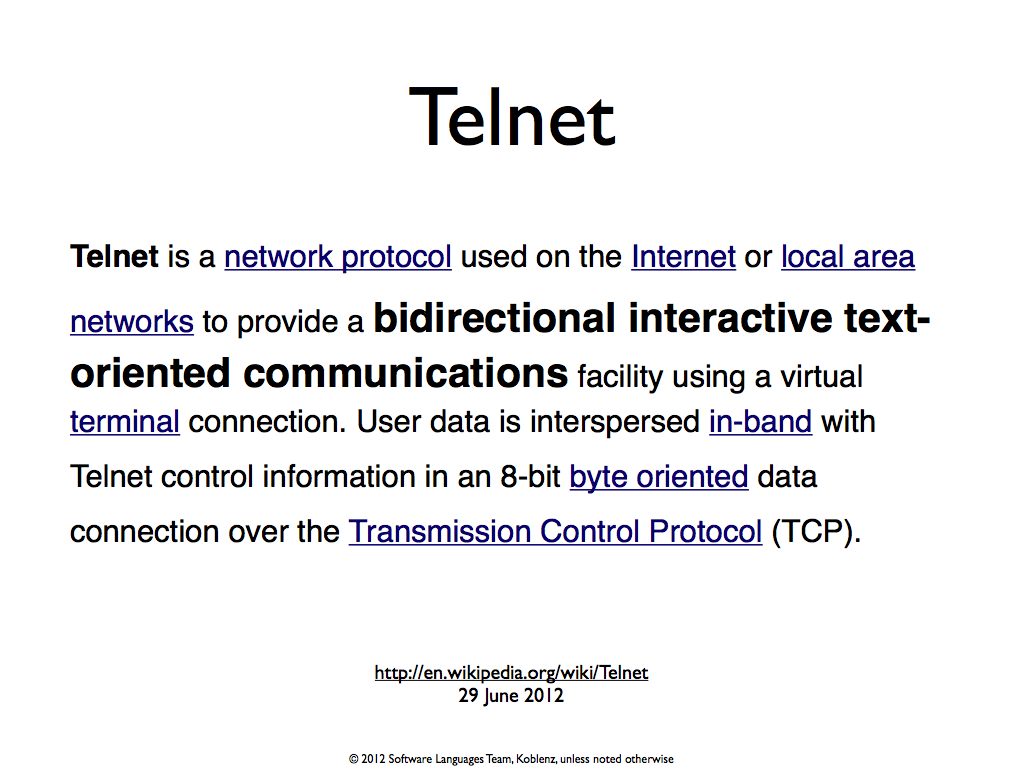 Telnet
Telnet is a network protocol used on the Internet or local area
networks to provide a bidirectional interactive text-
oriented communications facility using a virtual
terminal connection. User data is interspersed in-band with
Telnet control information in an 8-bit byte oriented data
connection over the Transmission Control Protocol (TCP).
http://en.wikipedia.org/wiki/Telnet
29 June 2012
© 2012 Software Languages Team, Koblenz, unless noted otherwise